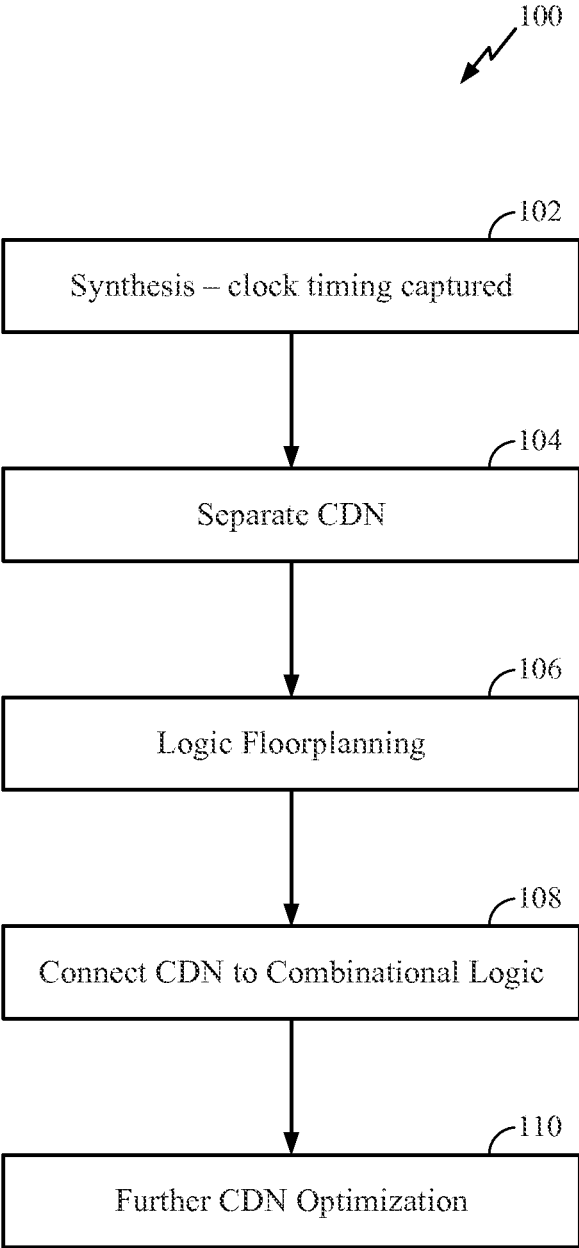 100
102
Synthesis – clock timing captured
104
Separate CDN
106
Logic Floorplanning
108
Connect CDN to Combinational Logic
110
Further CDN Optimization